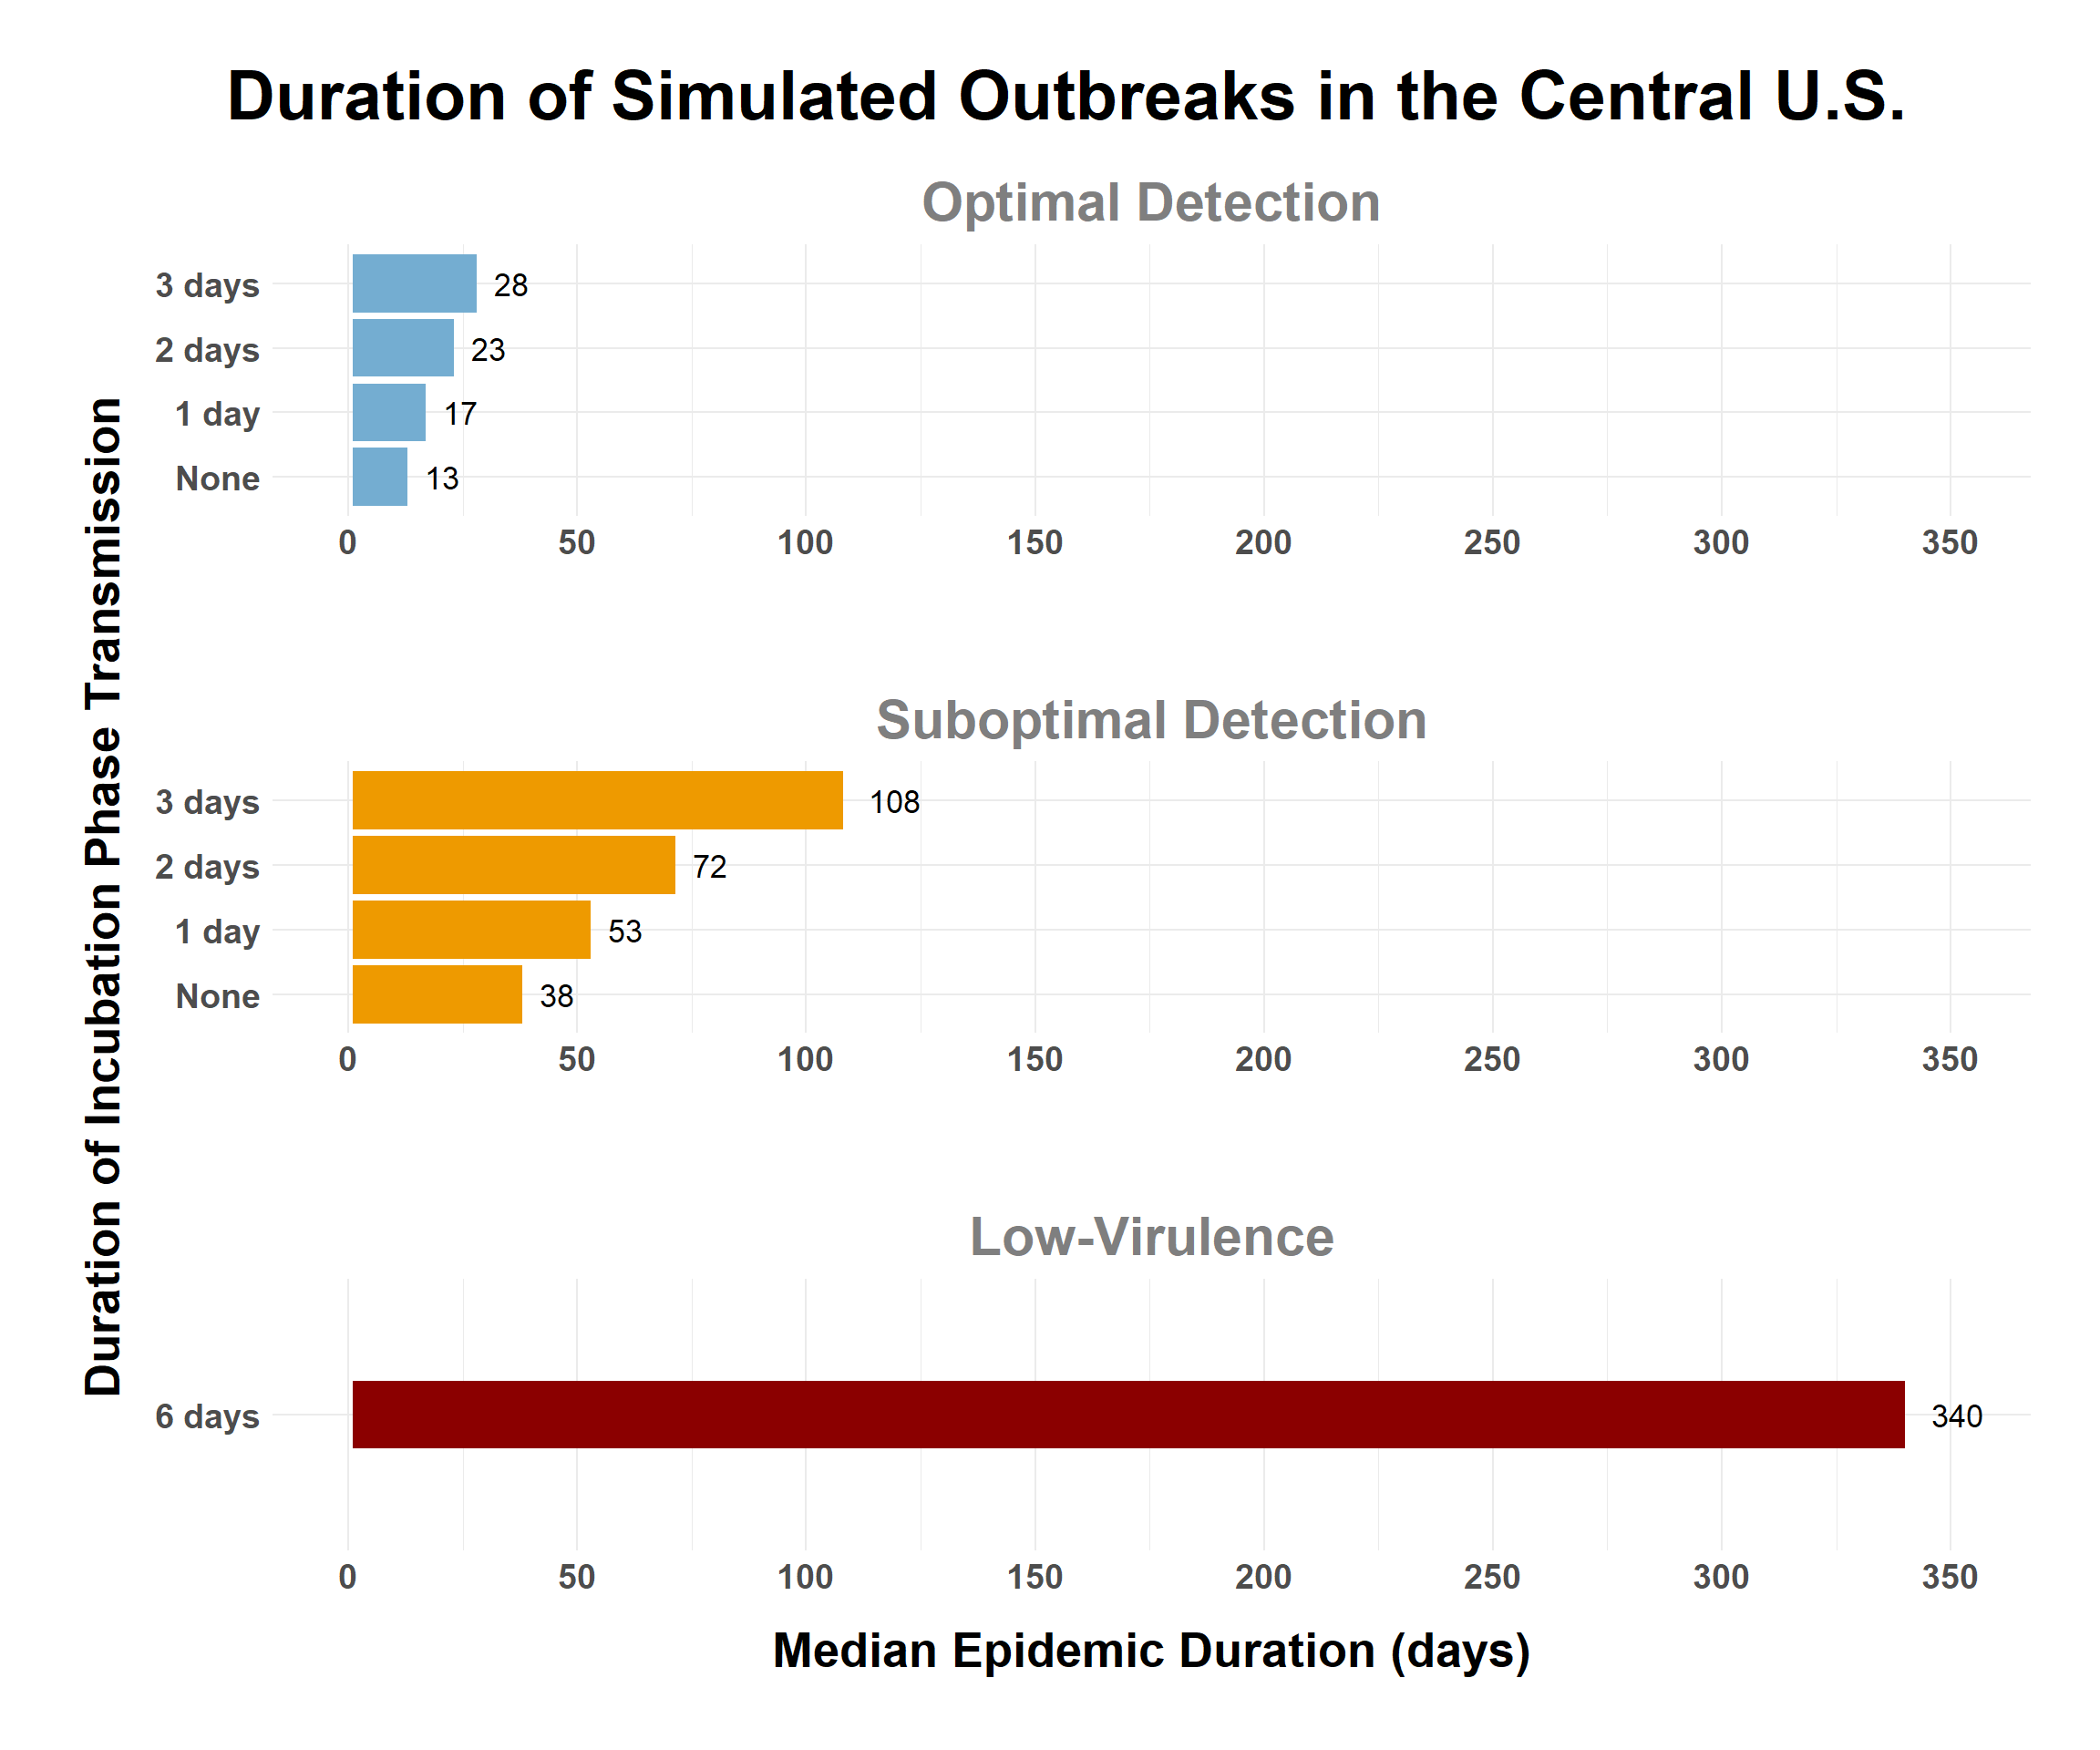 Duration of Simulated Outbreaks in the Central U.S.
Duration of Incubation Phase Transmission
Optimal Detection
3 days 28
2 days 23
1 day 17
None 13
0 50 100 150 200 250 300 350
Suboptimal Detection
3 days 108
2 days 72
1 day 53
None 38
0 50 100 150 200 250 300 350
Low-Virulence
6 days 340
0 50 100 150 200 250 300 350
Median Epidemic Duration (days)